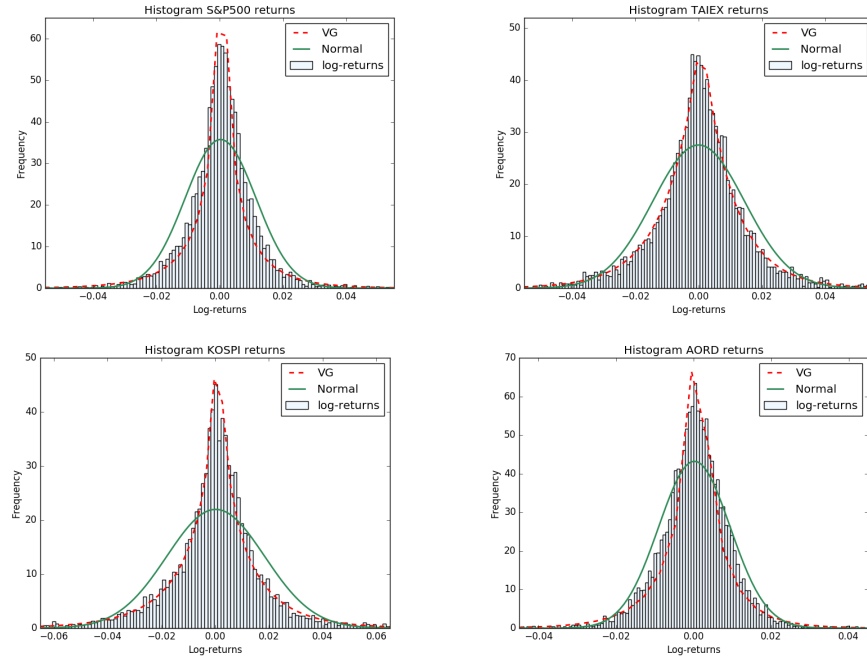 Histogram S&P500 returns
VG
Normal
log-returns
Frequency
60
50
40
30
20
10
0
−0.04
−0.02
0.00
0.02
0.04
Log-returns
Histogram TAIEX returns
VG
Normal
log-returns
Frequency
50
40
30
20
10
0
−0.04
−0.02
0.00
0.02
0.04
Log-returns
Histogram KOSPI returns
VG
Normal
log-returns
Frequency
50
40
30
20
10
0
−0.06
−0.04
−0.02
0.00
0.02
0.04
0.06
Log-returns
Histogram AORD returns
VG
Normal
log-returns
Frequency
70
60
50
40
30
20
10
0
−0.04
−0.02
0.00
0.02
0.04
Log-returns